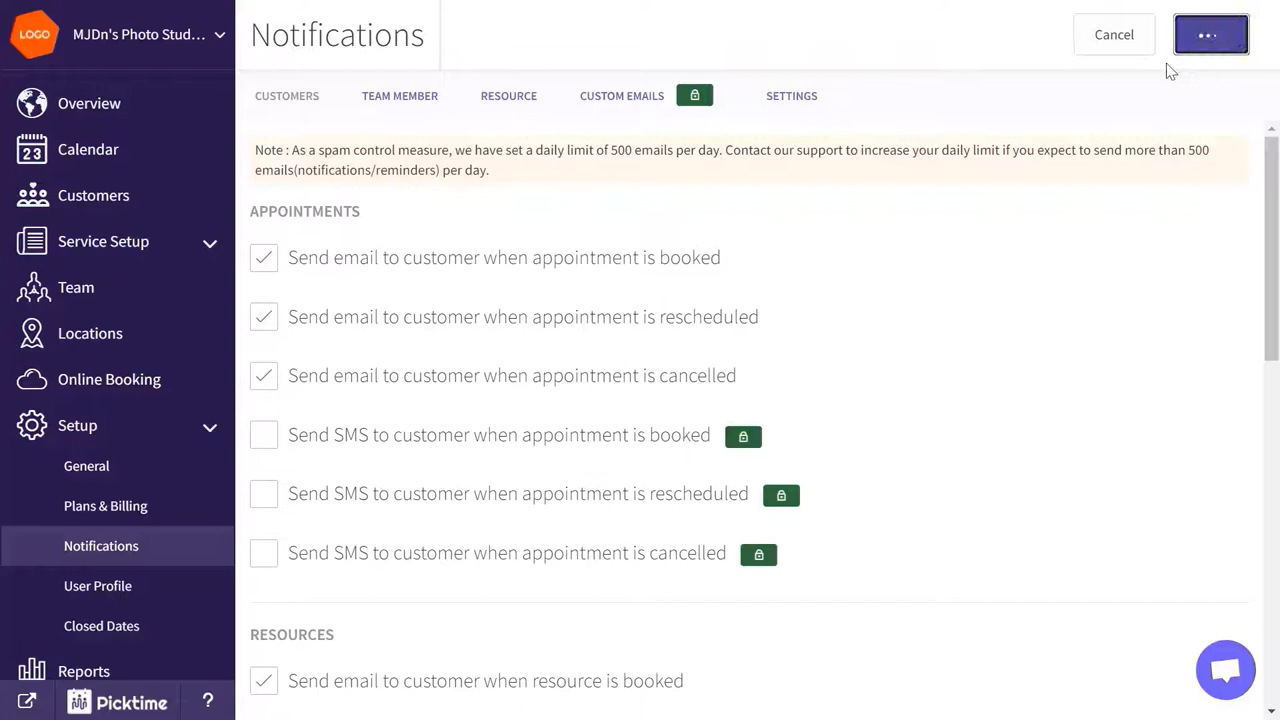 LOGO
MJDn's Photo Stud...
Notifications
Cancel
CUSTOMERS
TEAM MEMBER
RESOURCE
CUSTOM EMAILS
SETTINGS
Overview
23
Calendar
Customers
Service Setup
Team
Locations
Online Booking
Setup
General
Plans & Billing
Notifications
User Profile
Closed Dates
Reports
Picktime
?
Note : As a spam control measure, we have set a daily limit of 500 emails per day. Contact our support to increase your daily limit if you expect to send more than 500
emails(notifications/reminders) per day.
APPOINTMENTS
Send email to customer when appointment is booked
Send email to customer when appointment is rescheduled
Send email to customer when appointment is cancelled
Send SMS to customer when appointment is booked
Send SMS to customer when appointment is rescheduled
Send SMS to customer when appointment is cancelled
RESOURCES
Send email to customer when resource is booked